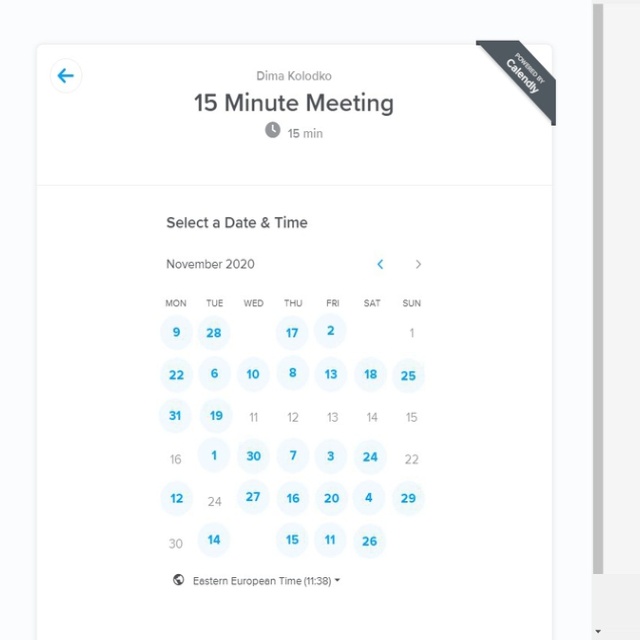 POWERED BY
Calendly
Dima Kolodko
15 Minute Meeting
15 min
Select a Date & Time
November 2020
MON TUE WED THU FRI SAT SUN
9 28 17 2 1
22 6 10 8 13 18 25
31 19 11 12 13 14 15
16 1 30 7 3 24 22
12 24 27 16 20 4 29
30 14 15 11 26
Eastern European Time (11:38)